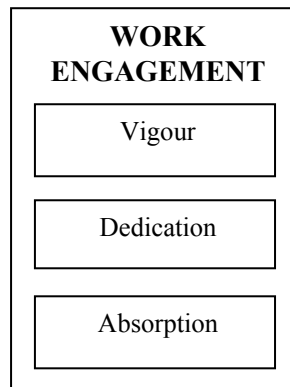 WORK
ENGAGEMENT
Vigour
Dedication
Absorption